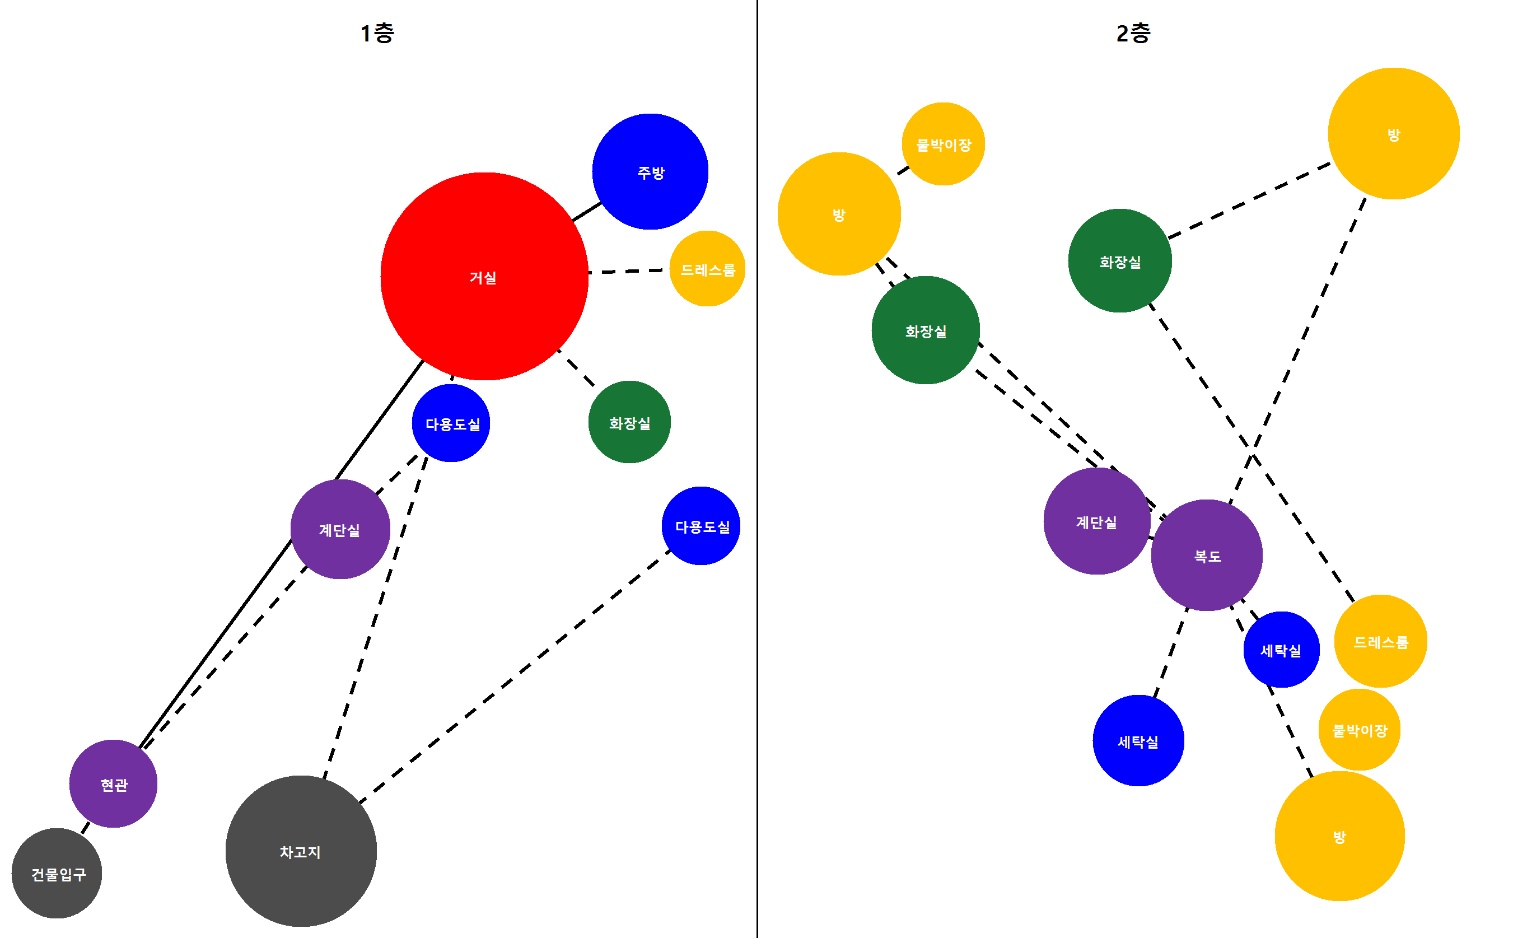 1층
주방
거실
드레스룸
다용도실
화장실
다용도실
계단실
현관
차고지
건물입구
2층
방
붙박이장
방
화장실
화장실
계단실
복도
세탁실
드레스룸
붙박이장
세탁실
방